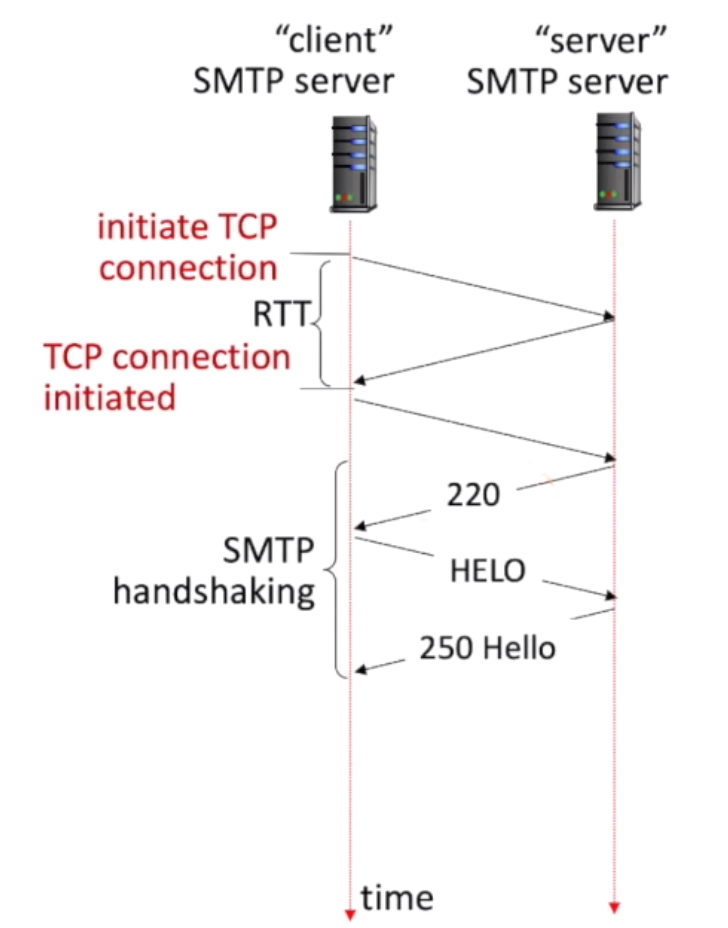 “client”
SMTP server
“server”
SMTP server
initiate TCP
connection
RTT
TCP connection
initiated
220
SMTP
handshaking
HELO
250 Hello
time